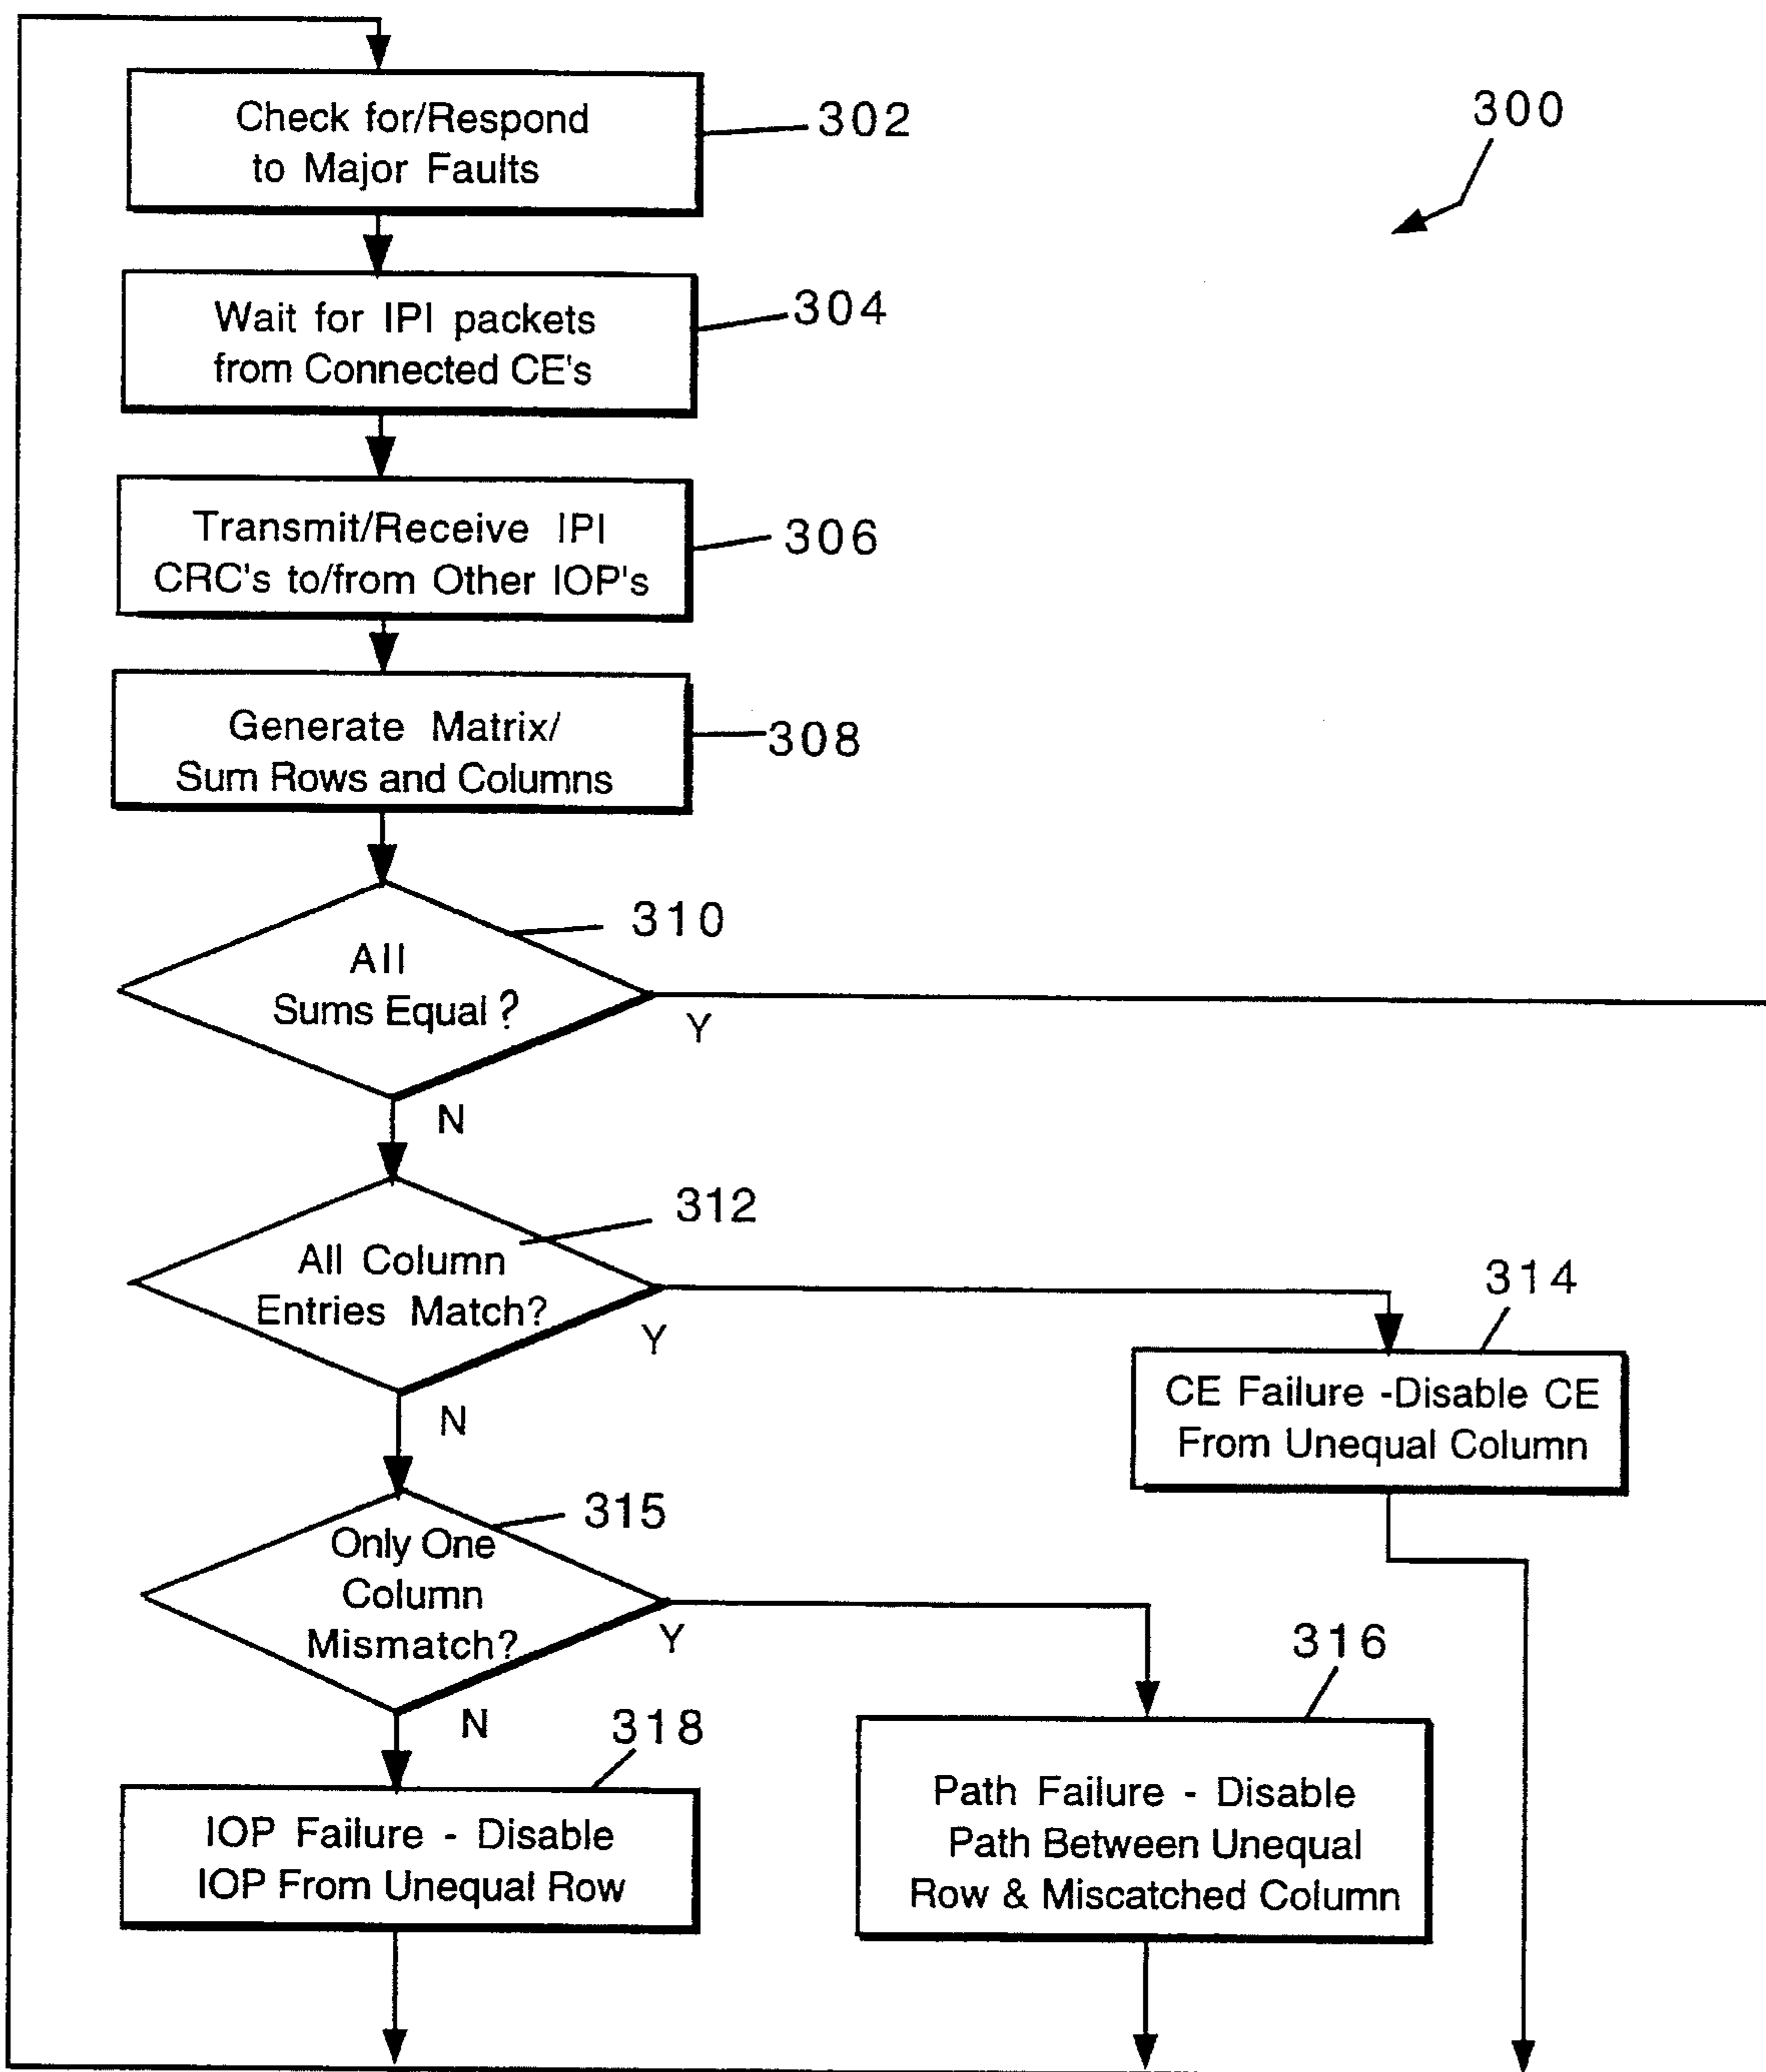 300
Check for/Respond
to Major Faults
302
Wait for IPI packets
from Connected CE's
304
Transmit/Receive IPI
CRC's to/from Other IOP's
306
Generate Matrix/
Sum Rows and Columns
308
310
All
Sums Equal?
Y
N
312
All Column
Entries Match?
Y
N
314
CE Failure -Disable CE
From Unequal Column
315
Only One
Column
Mismatch?
Y
N
316
Path Failure - Disable
Path Between Unequal
Row & Miscatched Column
318
IOP Failure - Disable
IOP From Unequal Row